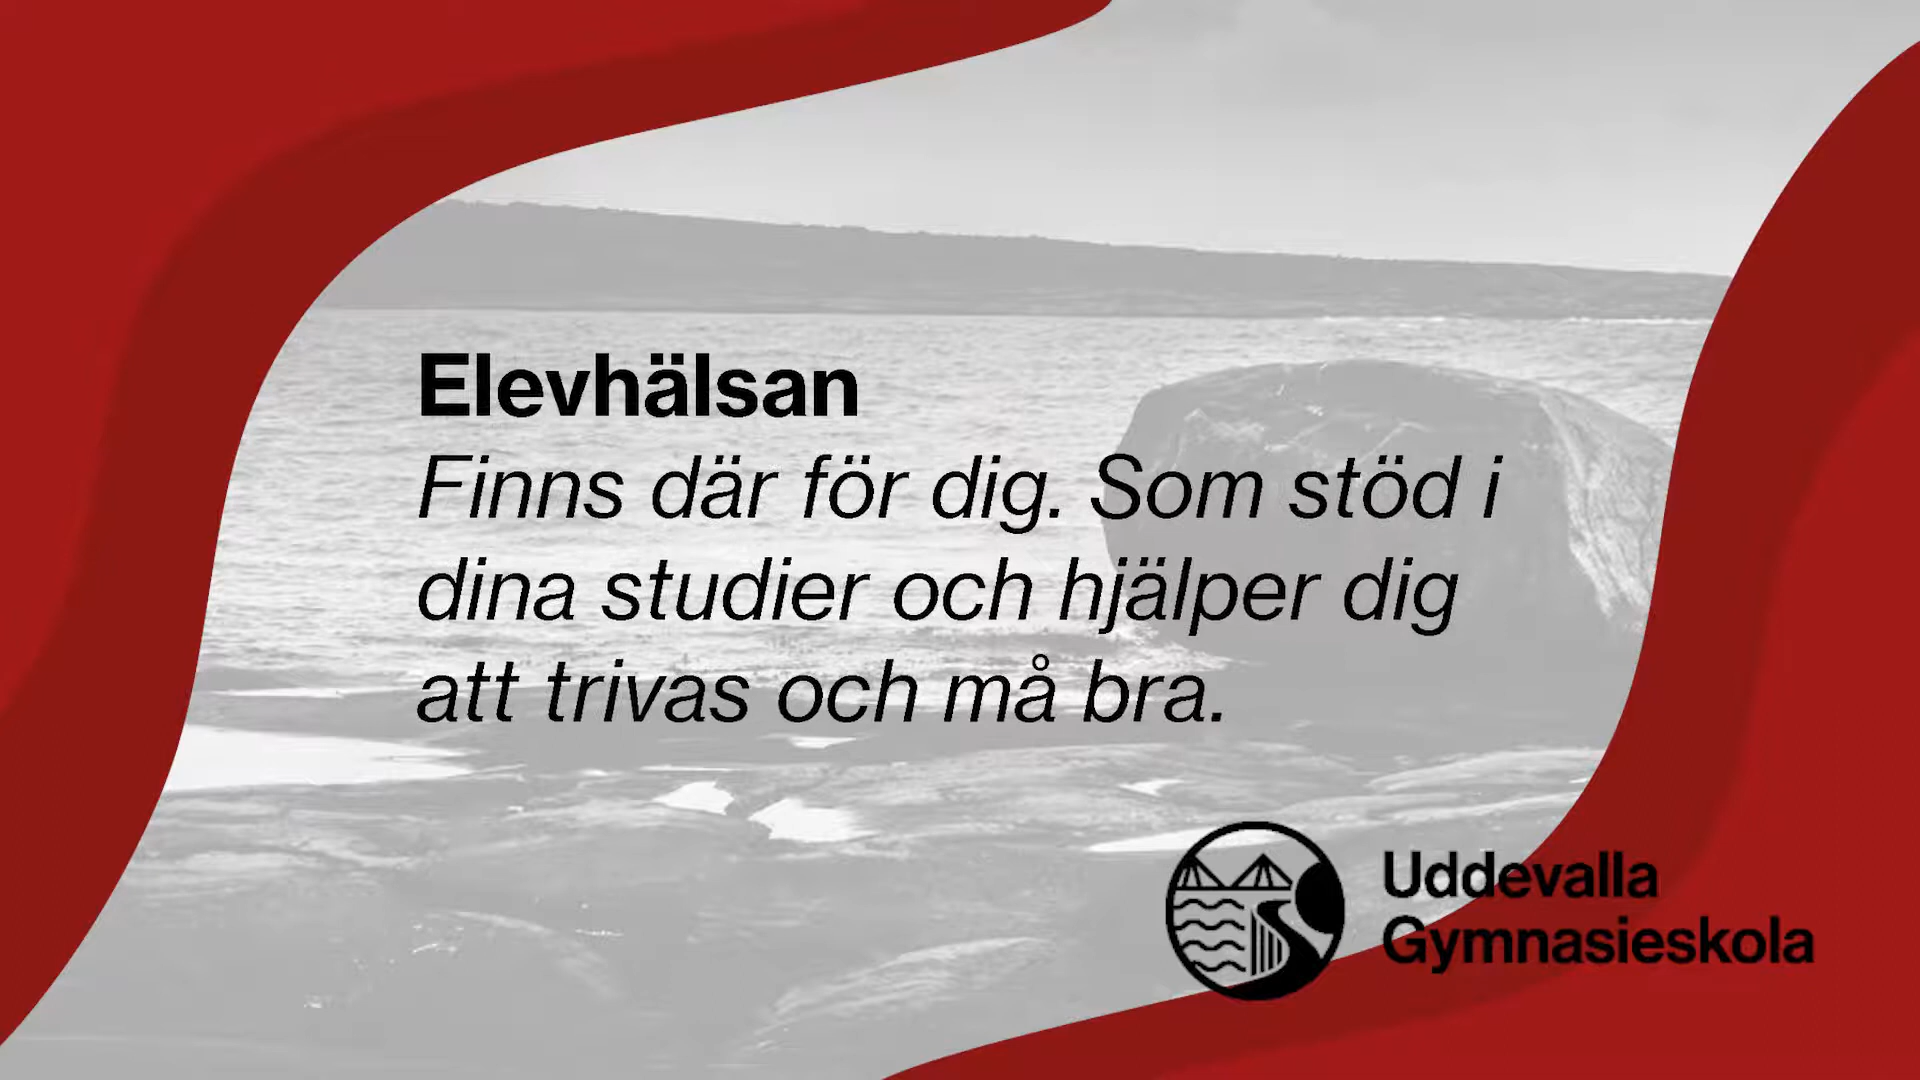 Elevhälsan
Finns där för dig. Som stöd i
dina studier och hjälper dig
att trivas och må bra.
Uddevalla
Gymnasieskola